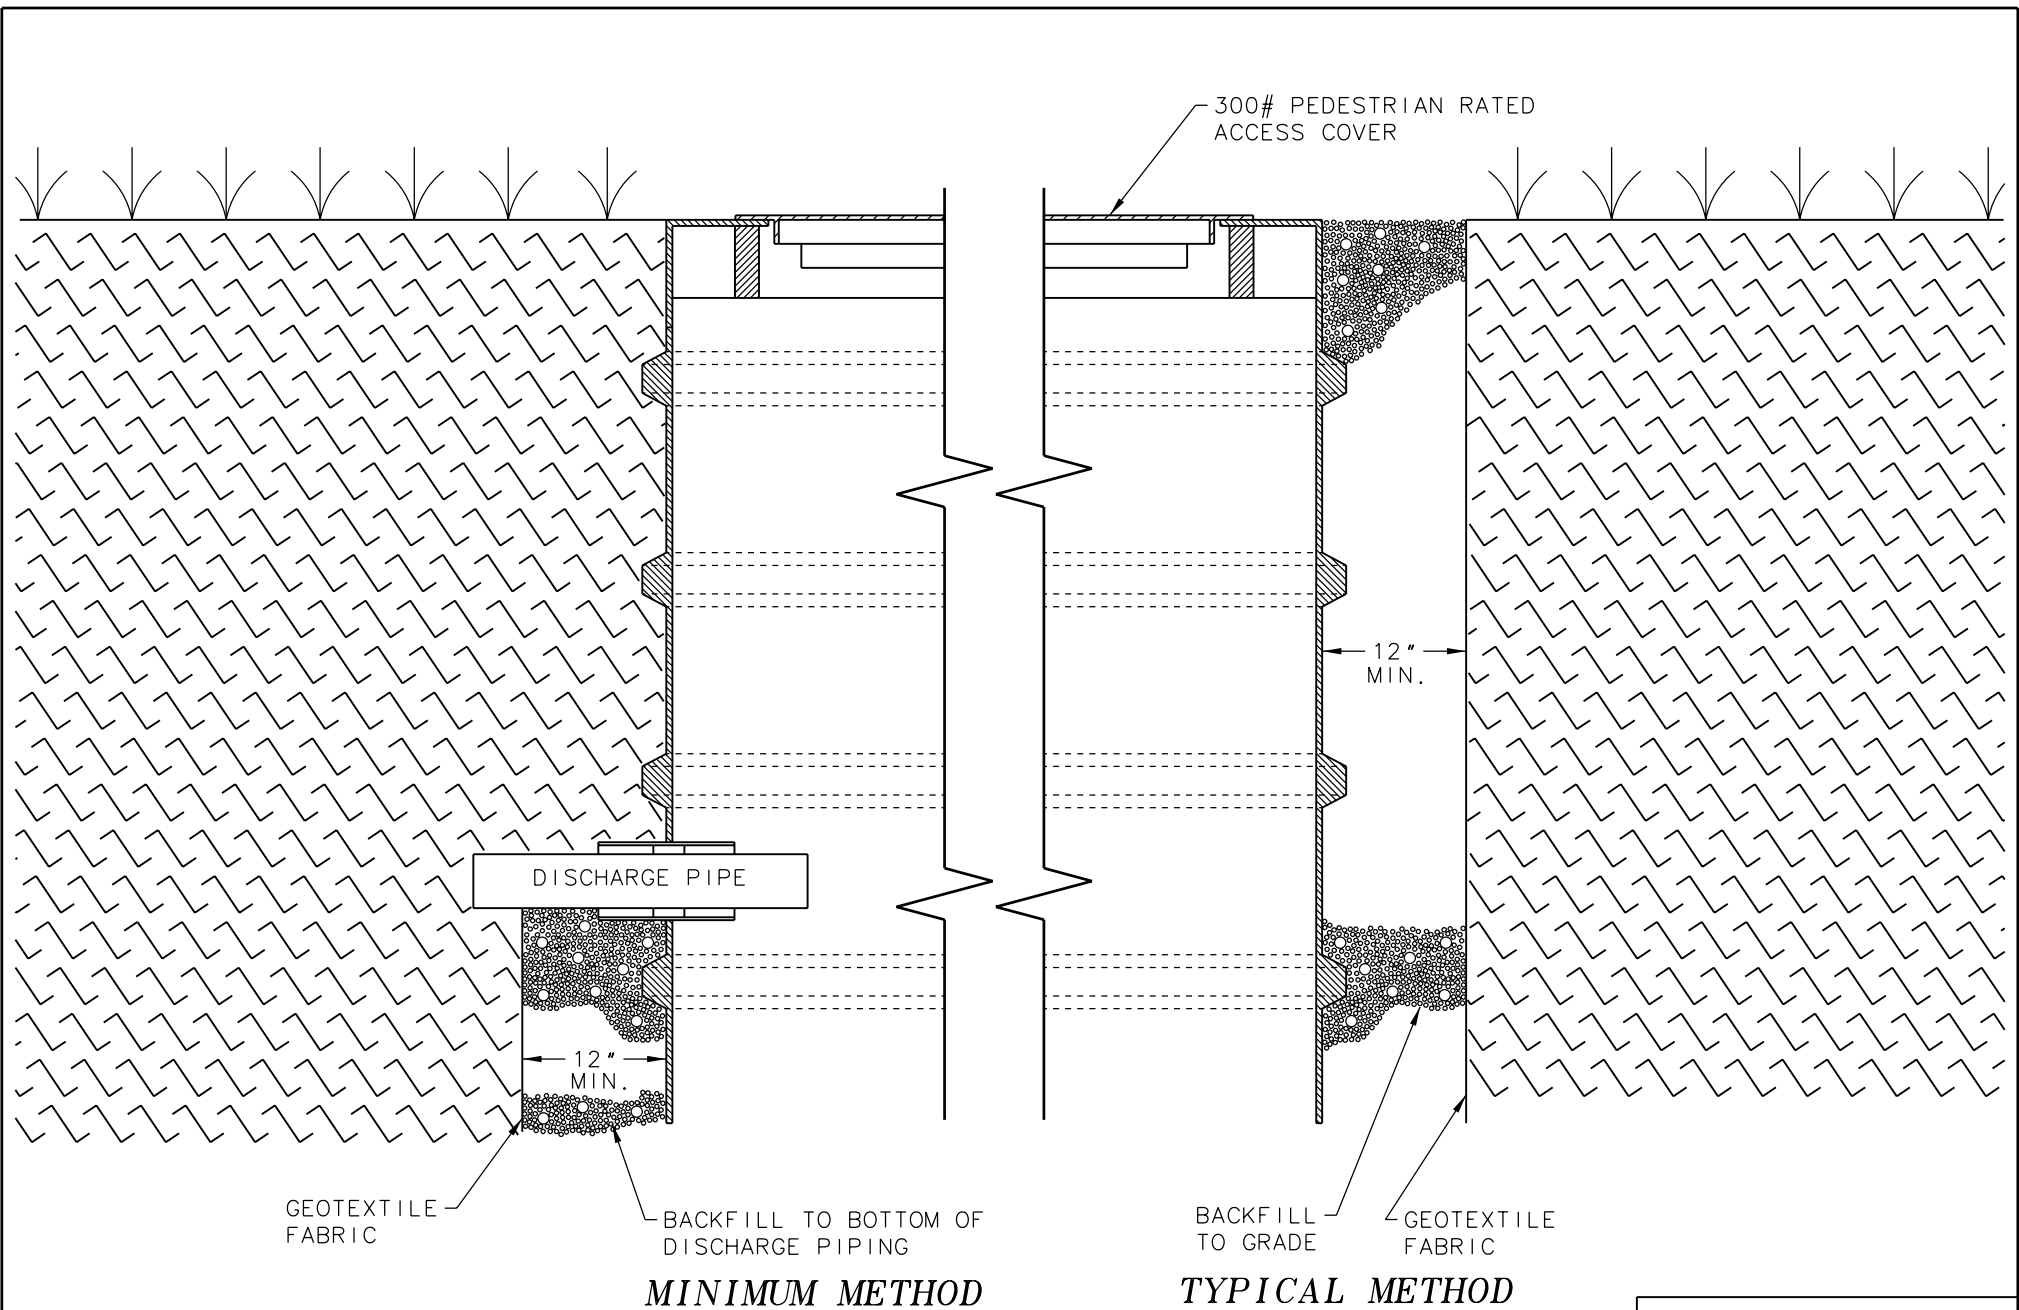 300# PEDESTRIAN RATED
ACCESS COVER
12"
MIN.
DISCHARGE PIPE
12"
MIN.
GEOTEXTILE
FABRIC
BACKFILL TO BOTTOM OF
DISCHARGE PIPING
BACKFILL
TO GRADE
GEOTEXTILE
FABRIC
MINIMUM METHOD
TYPICAL METHOD